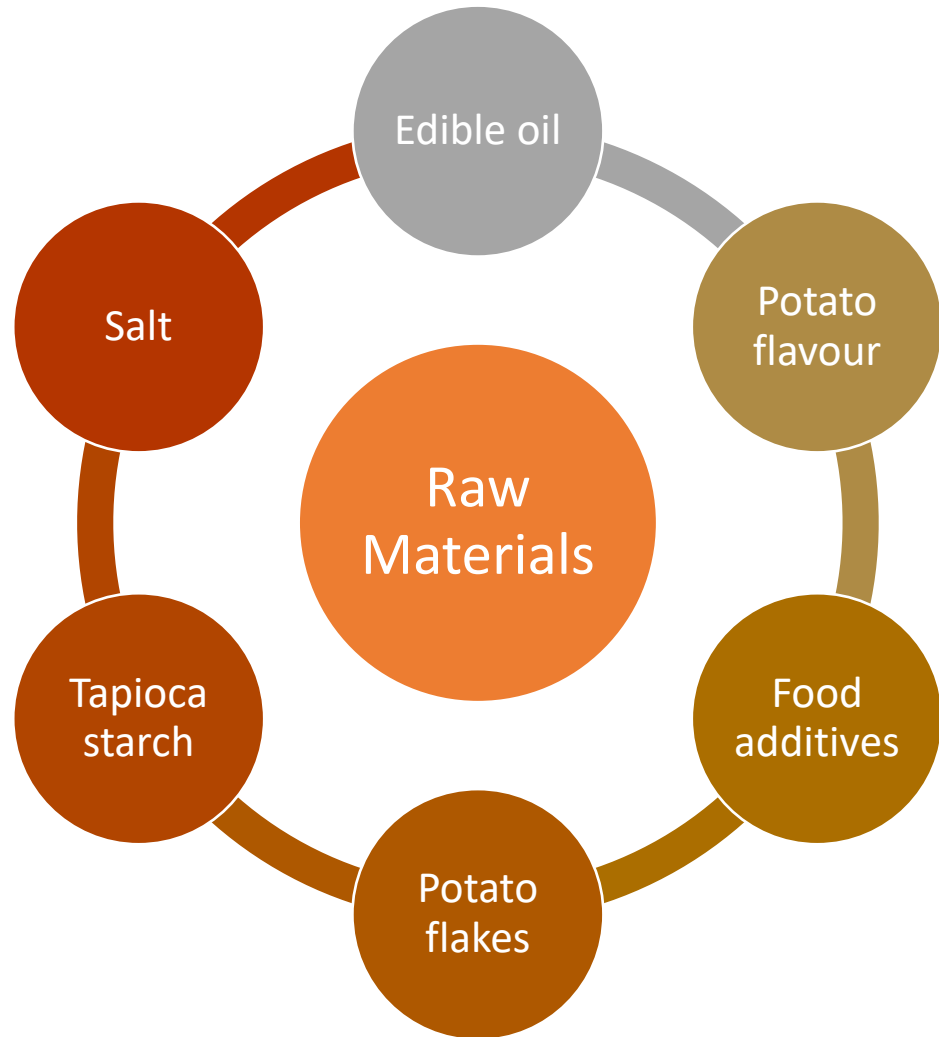 Edible oil
Potato
flavour
Food
additives
Potato
flakes
Tapioca
starch
Salt
Raw
Materials